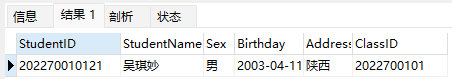 信息 结果 1 剖析 状态
StudentID StudentName Sex Birthday Address ClassID
202270010121 吴琪妙 男 2003-04-11 陕西 2022700101